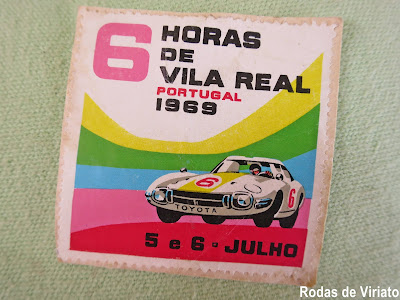 6 HORAS
DE
VILA REAL
PORTUGAL
1969
6
6
TOYOTA
5 e 6 JULHO
Rodas de Viriato